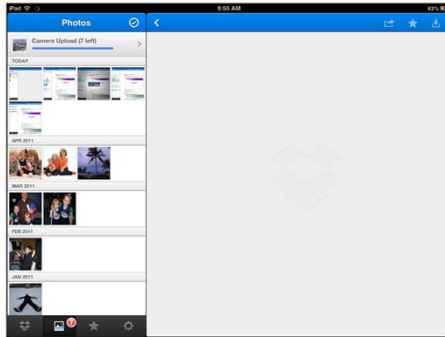 iPad
9:55 AM
83%
Photos
Camera Upload (7 left)
TODAY
APR 2011
MAR 2011
FEB 2011
JAN 2011
7